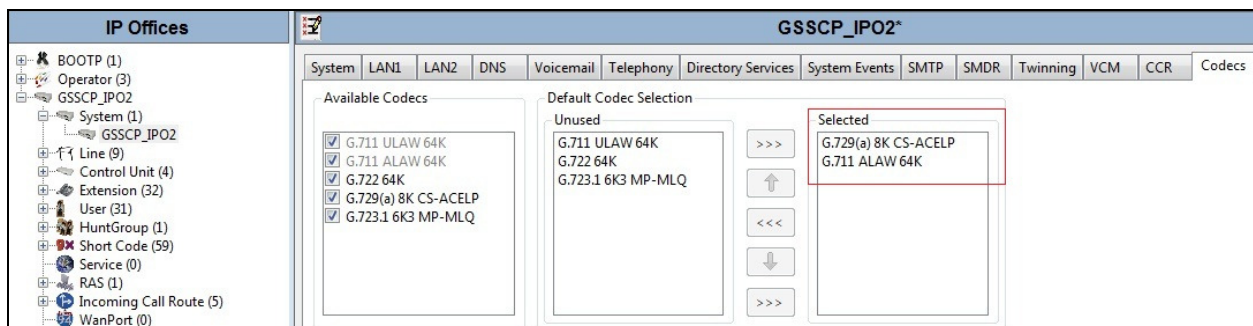 IP Offices
BOOTP (1)
Operator (3)
GSSCP_IPO2
System (1)
GSSCP_IPO2
Line (9)
Control Unit (4)
Extension (32)
User (31)
HuntGroup (1)
Short Code (59)
Service (0)
RAS (1)
Incoming Call Route (5)
WanPort (0)
GSSCP_IPO2*
System LAN1 LAN2 DNS Voicemail Telephony Directory Services System Events SMTP SMDR Twinning VCM CCR Codecs
Available Codecs
G.711 ULAW 64K
G.711 ALAW 64K
G.722 64K
G.729(a) 8K CS-ACELP
G.723.1 6K3 MP-MLQ
Default Codec Selection
Unused
G.711 ULAW 64K
G.722 64K
G.723.1 6K3 MP-MLQ
>>>
<<<
>>>
Selected
G.729(a) 8K CS-ACELP
G.711 ALAW 64K